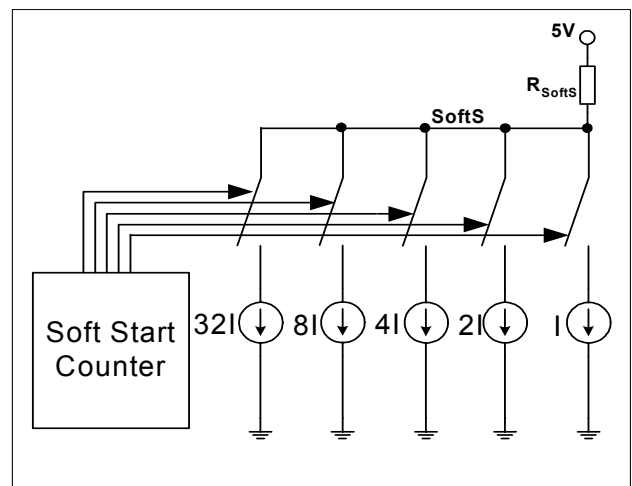 5V
RSoftS
SoftS
Soft Start
Counter
32I
8I
4I
2I
I